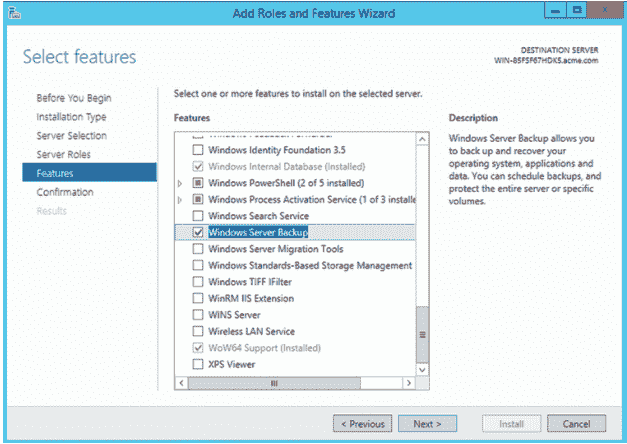 Add Roles and Features Wizard
Select features
DESTINATION SERVER
WIN-85FSF67HDKS.acme.com
Before You Begin
Installation Type
Server Selection
Server Roles
Features
Confirmation
Results
Select one or more features to install on the selected server.
Features
Windows Identity Foundation 3.5
Windows Internal Database (Installed)
Windows PowerShell (2 of 5 installed)
Windows Process Activation Service (1 of 3 installe
Windows Search Service
Windows Server Backup
Windows Server Migration Tools
Windows Standards-Based Storage Management
Windows TIFF IFilter
WinRM IIS Extension
WINS Server
Wireless LAN Service
WoW64 Support (Installed)
XPS Viewer
Description
Windows Server Backup allows you
to back up and recover your
operating system, applications and
data. You can schedule backups, and
protect the entire server or specific
volumes.
< Previous
Next >
Install
Cancel